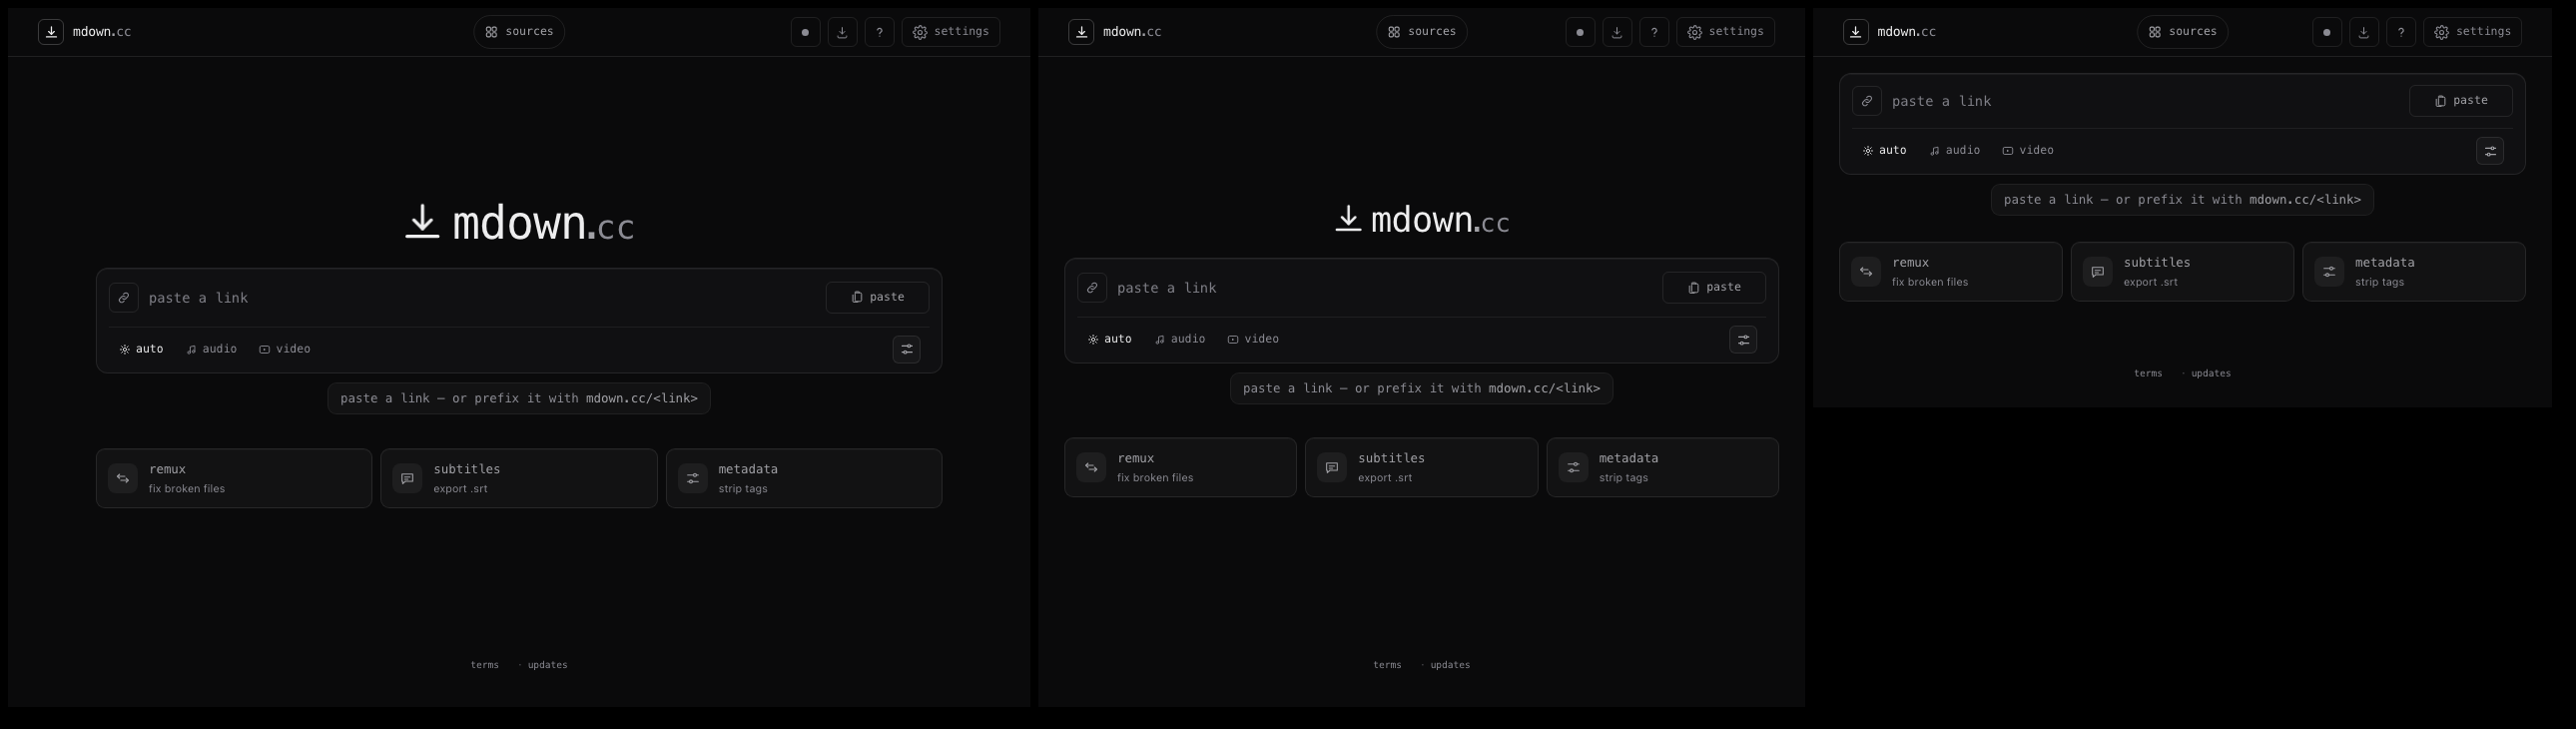 mdown.cc
sources
?
settings
mdown.cc
paste a link
paste
auto
audio
video
paste a link — or prefix it with mdown.cc/<link>
remux
fix broken files
subtitles
export .srt
metadata
strip tags
terms · updates
mdown.cc
sources
?
settings
mdown.cc
paste a link
paste
auto
audio
video
paste a link — or prefix it with mdown.cc/<link>
remux
fix broken files
subtitles
export .srt
metadata
strip tags
terms · updates
mdown.cc
sources
?
settings
paste a link
paste
auto
audio
video
paste a link — or prefix it with mdown.cc/<link>
remux
fix broken files
subtitles
export .srt
metadata
strip tags
terms · updates